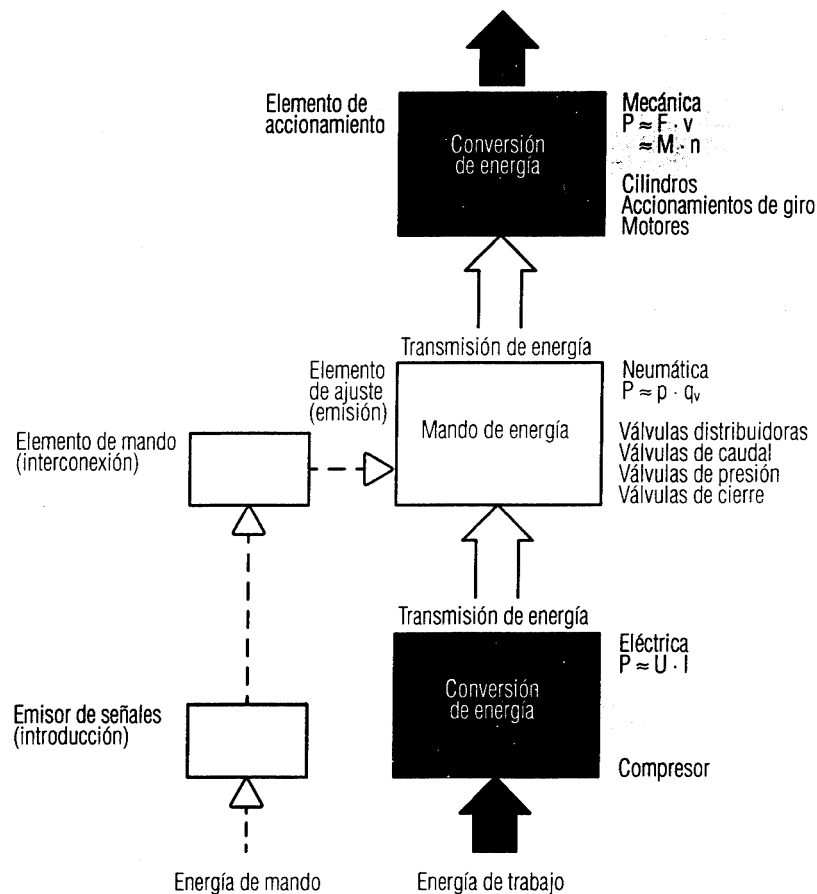 Elemento de
accionamiento
Conversión
de energía
Mecánica
P ≈ F · v
≈ M · n
Cilindros
Accionamientos de giro
Motores
Transmisión de energía
Elemento
de ajuste
(emisión)
Mando de energía
Neumática
P ≈ p · qv
Válvulas distribuidoras
Válvulas de caudal
Válvulas de presión
Válvulas de cierre
Elemento de mando
(interconexión)
Transmisión de energía
Conversión
de energía
Eléctrica
P ≈ U · I
Compresor
Emisor de señales
(introducción)
Energía de mando
Energía de trabajo